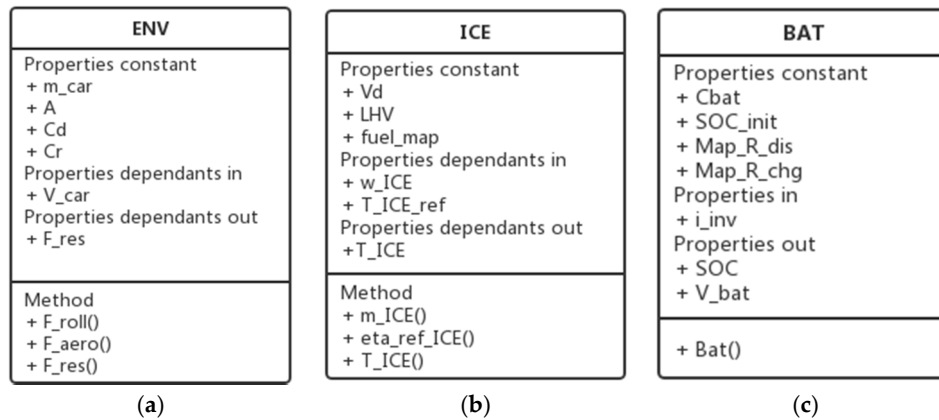 ENV
Properties constant
+ m_car
+ A
+ Cd
+ Cr
Properties dependants in
+ V_car
Properties dependants out
+ F_res
Method
+ F_roll()
+ F_aero()
+ F_res()
(a)
ICE
Properties constant
+ Vd
+ LHV
+ fuel_map
Properties dependants in
+ w_ICE
+ T_ICE_ref
Properties dependants out
+T_ICE
Method
+ m_ICE()
+ eta_ref_ICE()
+ T_ICE()
(b)
BAT
Properties constant
+ Cbat
+ SOC_init
+ Map_R_dis
+ Map_R_chg
Properties in
+ i_inv
Properties out
+ SOC
+ V_bat
+ Bat()
(c)